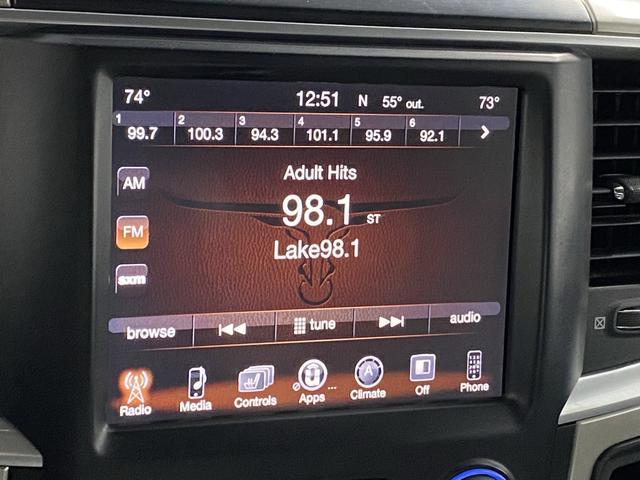 74° 12:51 N 55° out. 73°
1 2 3 4 5 6
99.7 100.3 94.3 101.1 95.9 92.1
AM
Adult Hits
98.1 ST
FM
Lake98.1
sxm
browse tune audio
Radio Media Controls Apps Climate Off Phone
A